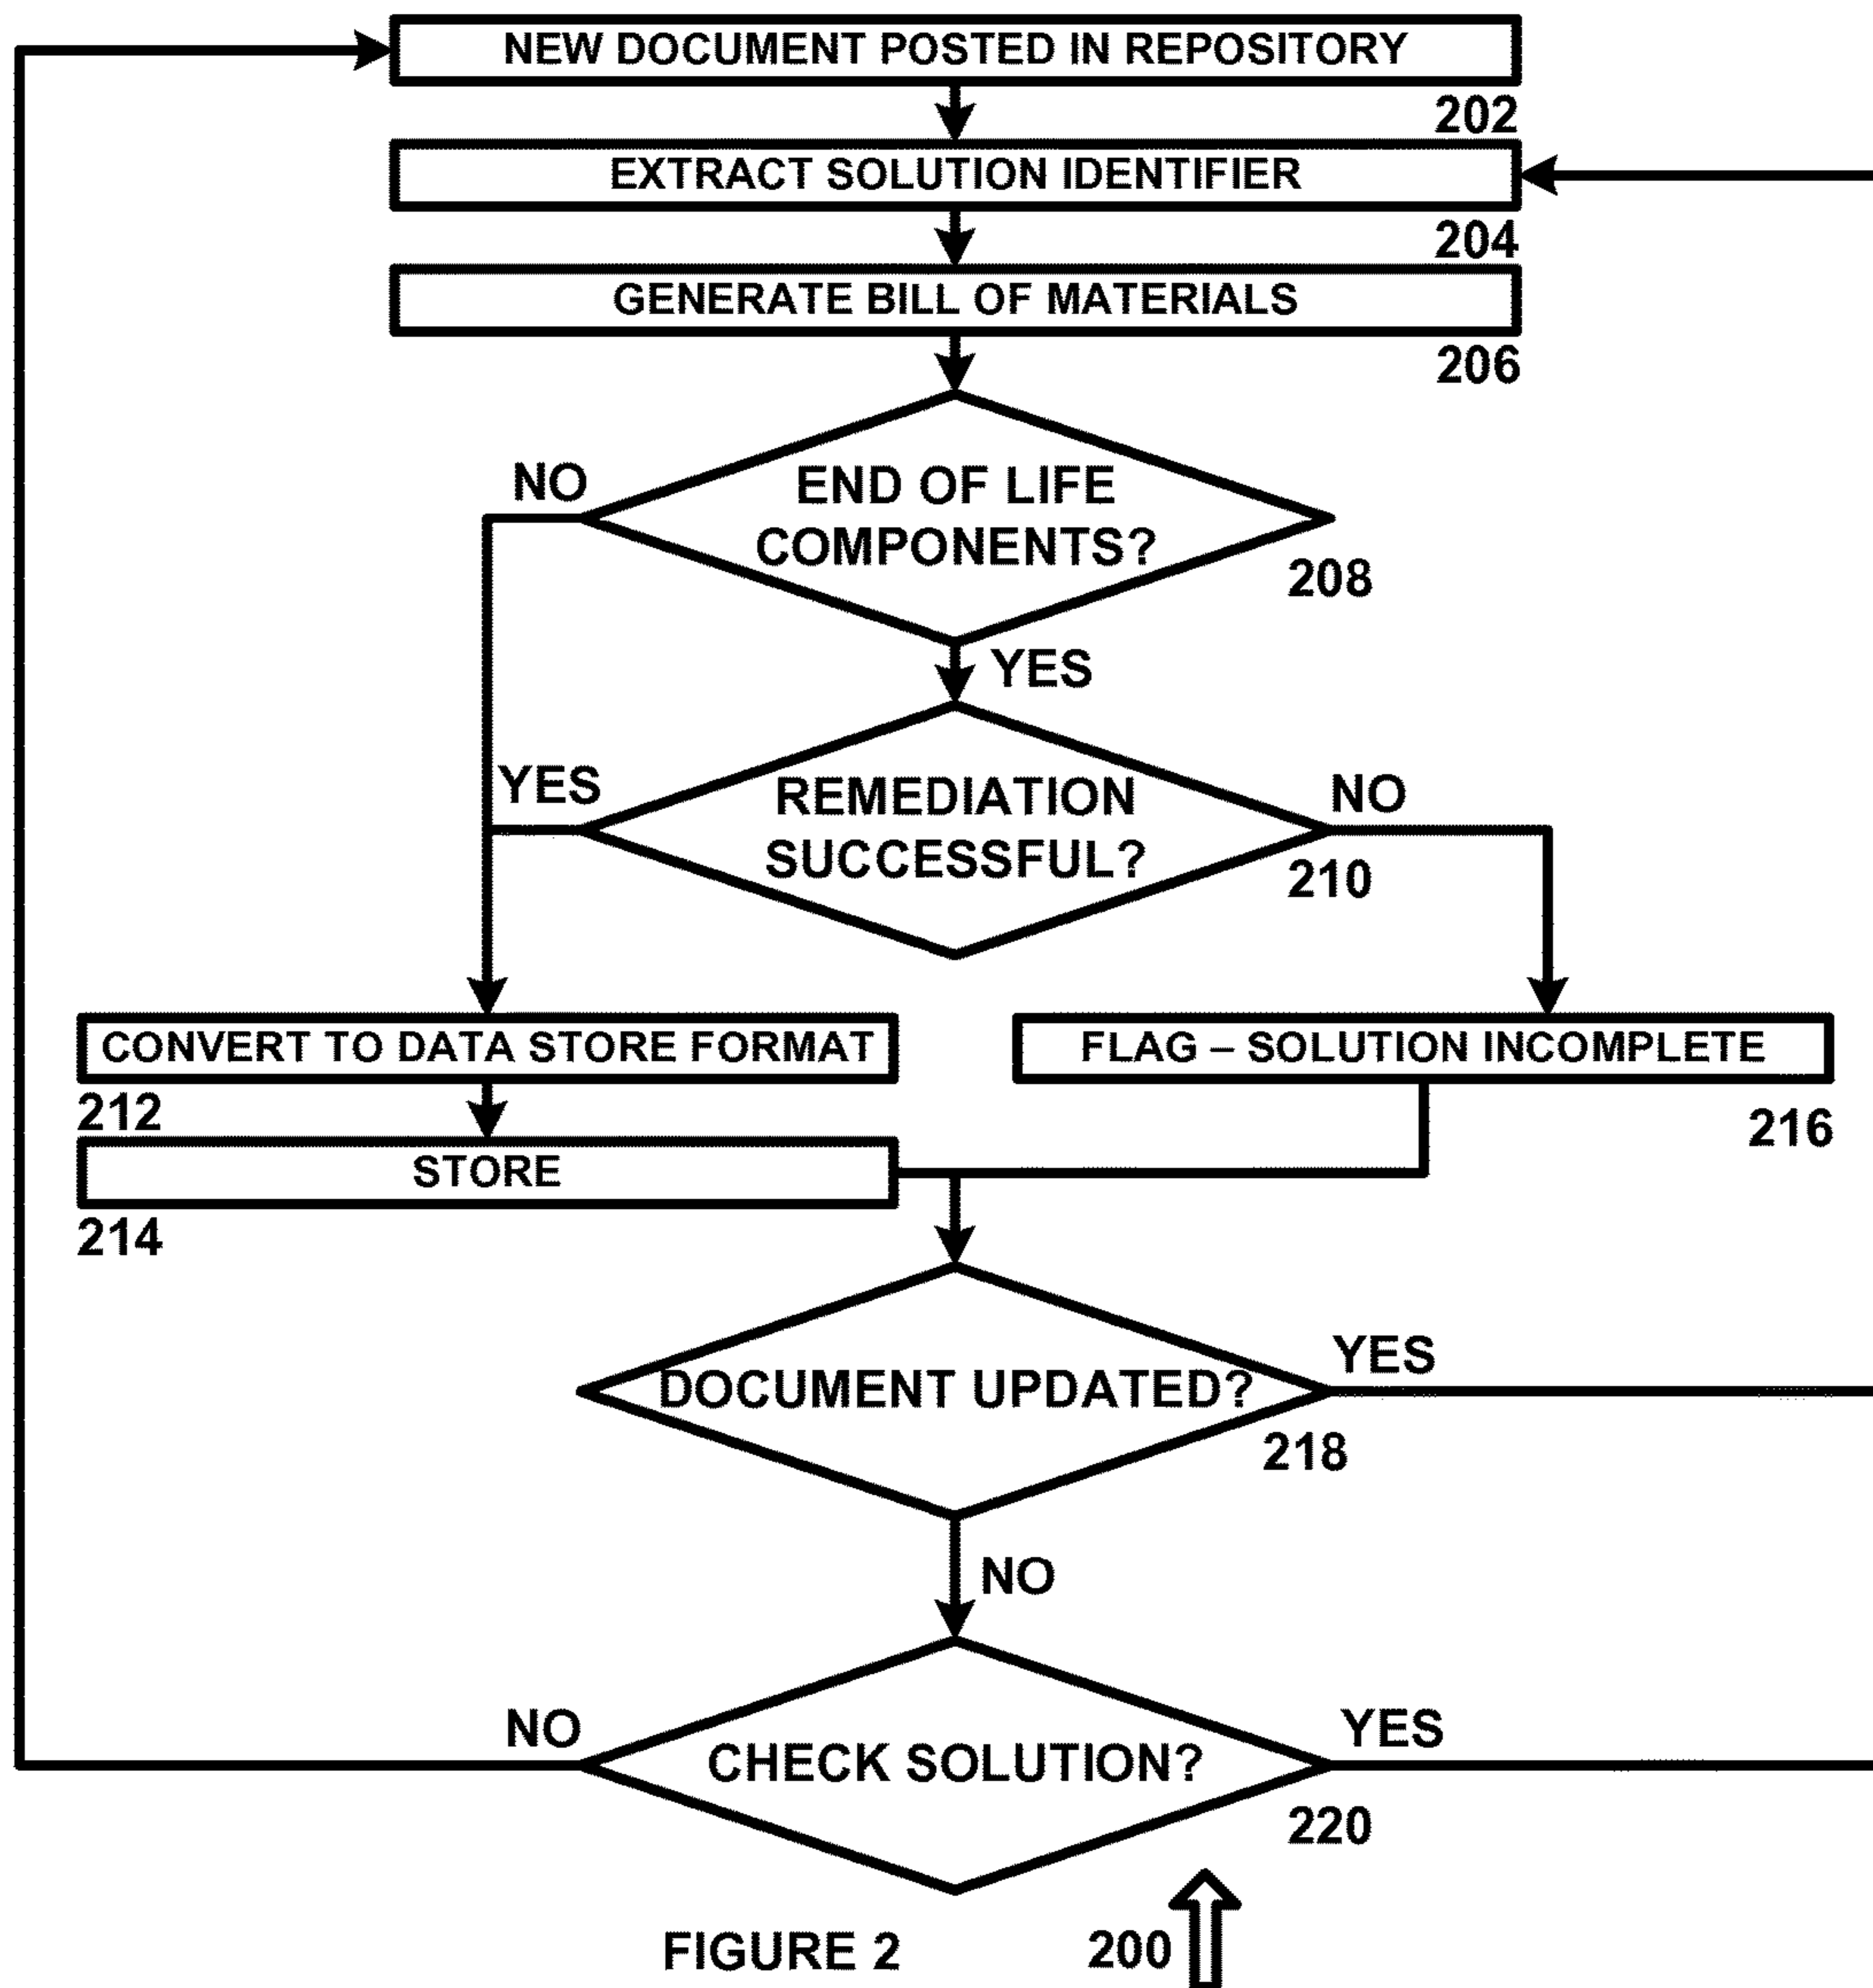 NEW DOCUMENT POSTED IN REPOSITORY
202
EXTRACT SOLUTION IDENTIFIER
204
GENERATE BILL OF MATERIALS
206
NO
END OF LIFE
COMPONENTS?
208
YES
YES
REMEDIATION
SUCCESSFUL?
NO
210
CONVERT TO DATA STORE FORMAT
212
FLAG – SOLUTION INCOMPLETE
216
STORE
214
DOCUMENT UPDATED?
YES
218
NO
NO
CHECK SOLUTION?
YES
220
FIGURE 2
200